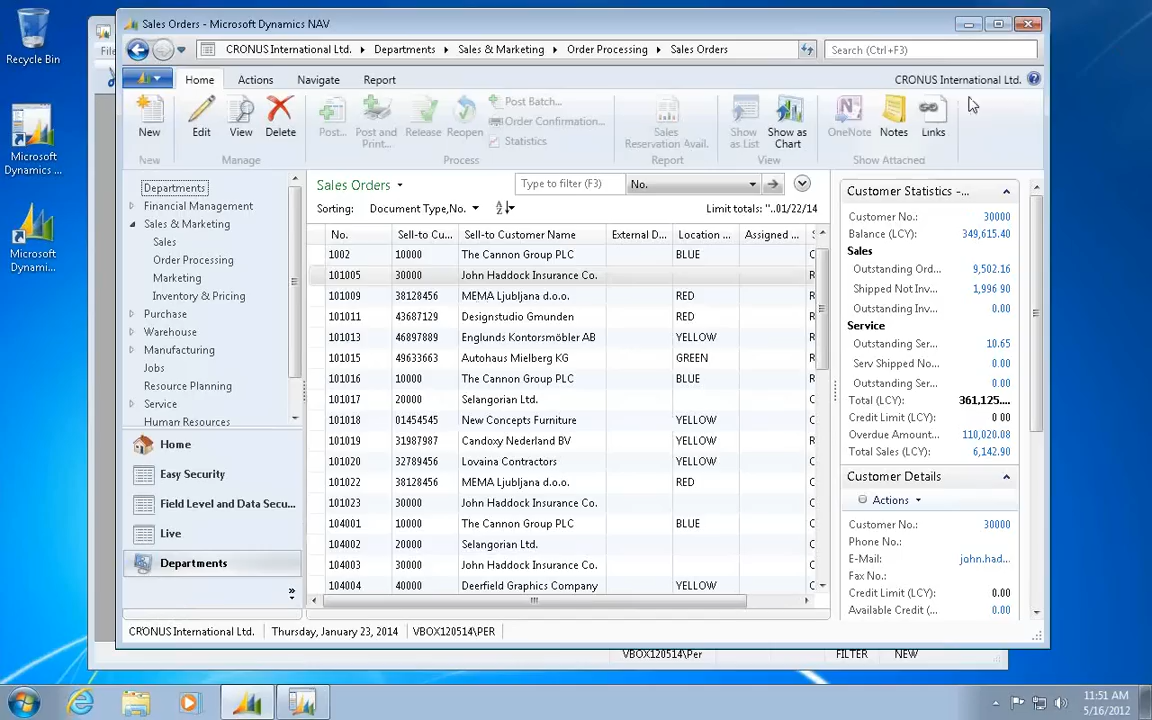 Recycle Bin
Microsoft
Dynamics ...
Microsoft
Dynami...
File
Sales Orders - Microsoft Dynamics NAV
CRONUS International Ltd.
Departments
Sales & Marketing
Order Processing
Sales Orders
Search (Ctrl+F3)
Home
Actions
Navigate
Report
CRONUS International Ltd.
New
Edit
View
Delete
Post...
Post and
Print...
Release
Reopen
Post Batch...
Order Confirmation...
Statistics
Sales
Reservation Avail.
Show
as List
Show as
Chart
OneNote
Notes
Links
New
Manage
Process
Report
View
Show Attached
Departments
Financial Management
Sales & Marketing
Sales
Order Processing
Marketing
Inventory & Pricing
Purchase
Warehouse
Manufacturing
Jobs
Resource Planning
Service
Human Resources
Home
Easy Security
Field Level and Data Secu...
Live
Departments
Sales Orders
Type to filter (F3)
No.
Sorting:
Document Type,No.
Limit totals: ''..01/22/14
No. Sell-to Cu... Sell-to Customer Name External D... Location ... Assigned ... S
1002 10000 The Cannon Group PLC BLUE C
101005 30000 John Haddock Insurance Co. R
101009 38128456 MEMA Ljubljana d.o.o. RED R
101011 43687129 Designstudio Gmunden RED R
101013 46897889 Englunds Kontorsmöbler AB YELLOW R
101015 49633663 Autohaus Mielberg KG GREEN R
101016 10000 The Cannon Group PLC BLUE R
101017 20000 Selangorian Ltd. R
101018 01454545 New Concepts Furniture YELLOW C
101019 31987987 Candoxy Nederland BV YELLOW C
101020 32789456 Lovaina Contractors YELLOW C
101022 38128456 MEMA Ljubljana d.o.o. RED C
101023 30000 John Haddock Insurance Co. C
104001 10000 The Cannon Group PLC BLUE C
104002 20000 Selangorian Ltd. C
104003 30000 John Haddock Insurance Co. C
104004 40000 Deerfield Graphics Company YELLOW C
Customer Statistics -...
Customer No.: 30000
Balance (LCY): 349,615.40
Sales
Outstanding Ord... 9,502.16
Shipped Not Inv... 1,996 90
Outstanding Inv... 0.00
Service
Outstanding Ser... 10.65
Serv Shipped No... 0.00
Outstanding Ser... 0.00
Total (LCY): 361,125....
Credit Limit (LCY): 0 00
Overdue Amount... 110,020.08
Total Sales (LCY): 6,142.90
Customer Details
Actions
Customer No.: 30000
Phone No.:
E-Mail: john.had...
Fax No.:
Credit Limit (LCY): 0.00
Available Credit (... 0.00
CRONUS International Ltd.
Thursday, January 23, 2014
VBOX120514\PER
VBOX120514\Per
FILTER
NEW
11:51 AM
5/16/2012